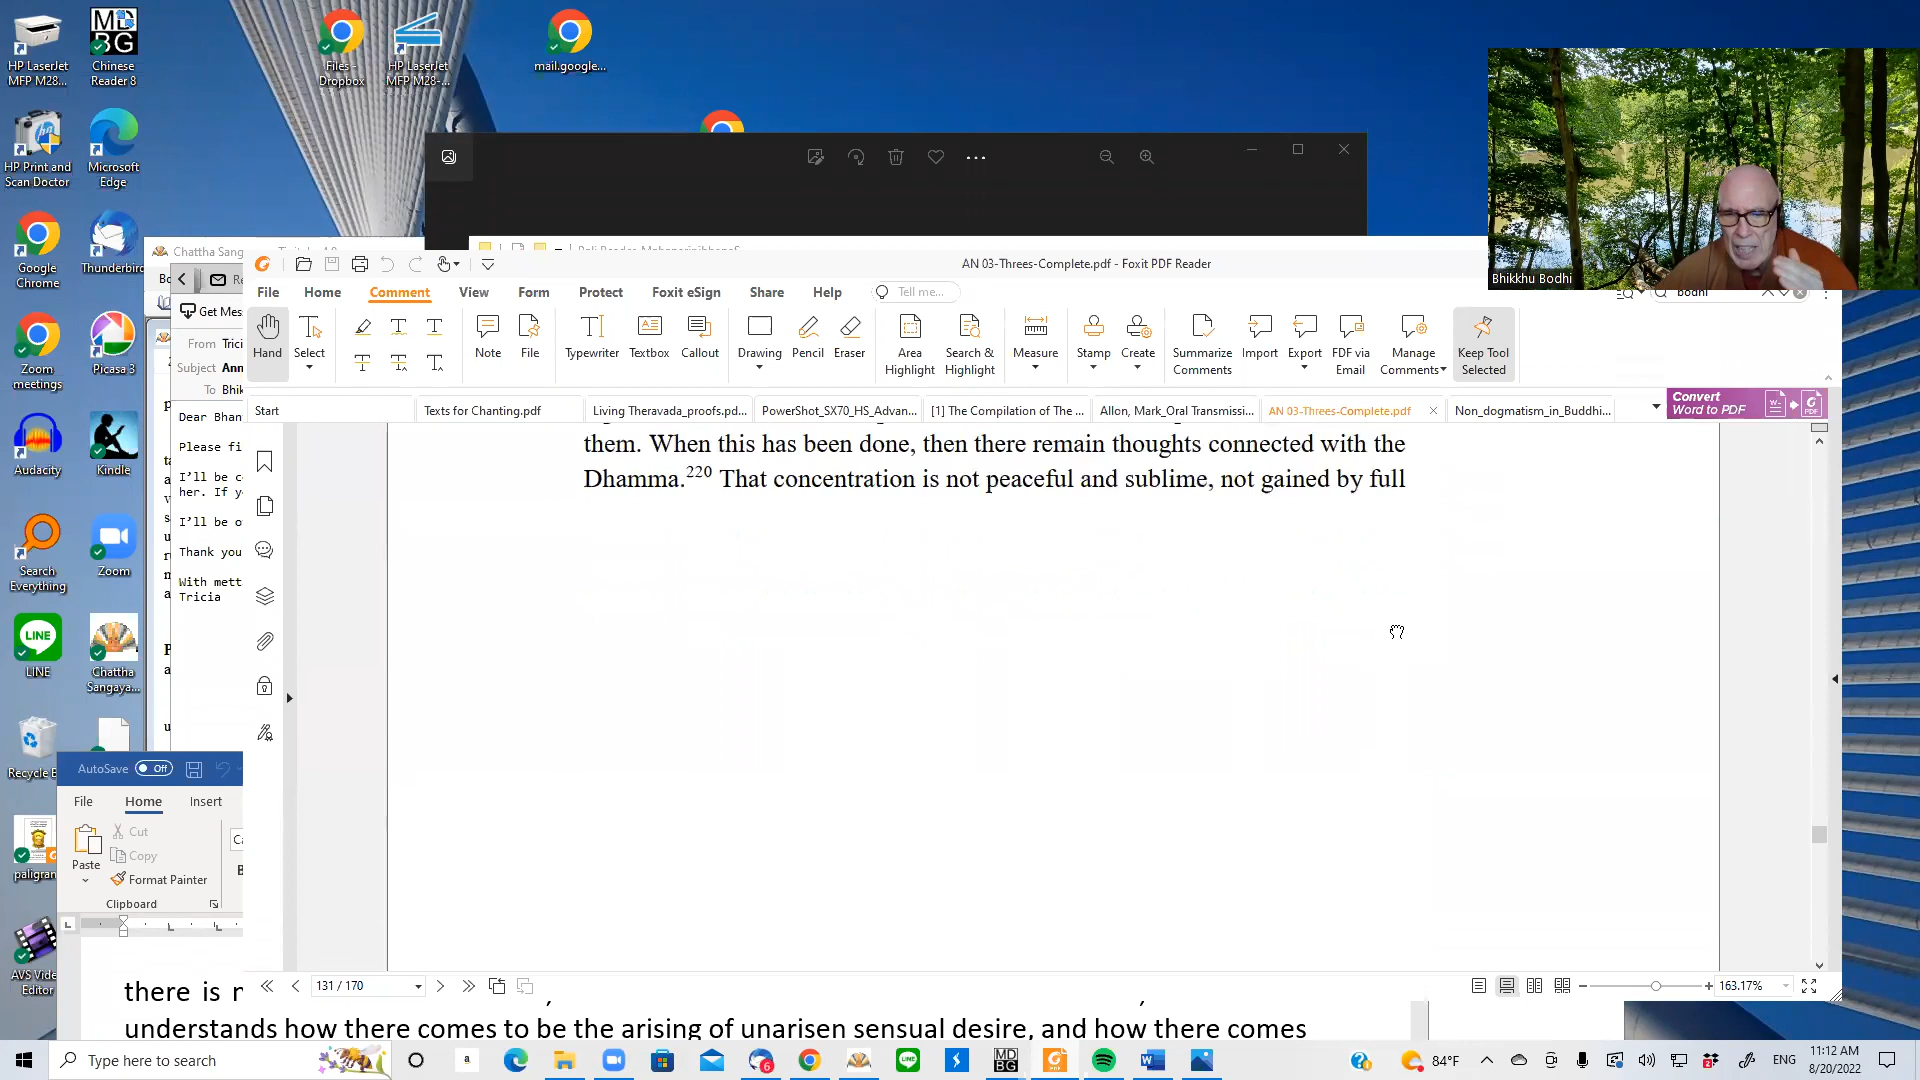 HP LaserJet
MFP M28...
Chinese
Reader 8
Files -
Dropbox
HP LaserJet
MFP M28-...
mail.google...
HP Print and
Scan Doctor
Microsoft
Edge
Google
Chrome
Thunderbird
Zoom
meetings
Picasa 3
Audacity
Kindle
Search
Everything
Zoom
LINE
Chattha
Sangaya...
Recycle B
paligran
AVS Vide
Editor
Bhikkhu Bodhi
Chattha Sang
Get Mes
From Trici
Subject Ann
To Bhik
Dear Bhan
Please fi
I'll be c
her. If y
I'll be o
Thank you
With mett
Tricia
AN 03-Threes-Complete.pdf - Foxit PDF Reader
File Home Comment View Form Protect Foxit eSign Share Help Tell me...
bodhi
Hand Select Note File Typewriter Textbox Callout Drawing Pencil Eraser Area Highlight Search & Highlight Measure Stamp Create Summarize Comments Import Export FDF via Email Manage Comments Keep Tool Selected
Start Texts for Chanting.pdf Living Theravada_proofs.pd... PowerShot_SX70_HS_Advan... [1] The Compilation of The ... Allon, Mark_Oral Transmissi... AN 03-Threes-Complete.pdf Non_dogmatism_in_Buddhi...
Convert
Word to PDF
them. When this has been done, then there remain thoughts connected with the
Dhamma.220 That concentration is not peaceful and sublime, not gained by full
131 / 170
163.17%
AutoSave Off
File Home Insert
Paste
Cut
Copy
Format Painter
Clipboard
there is
understands how there comes to be the arising of unarisen sensual desire, and how there comes
Type here to search
84°F
ENG
11:12 AM
8/20/2022